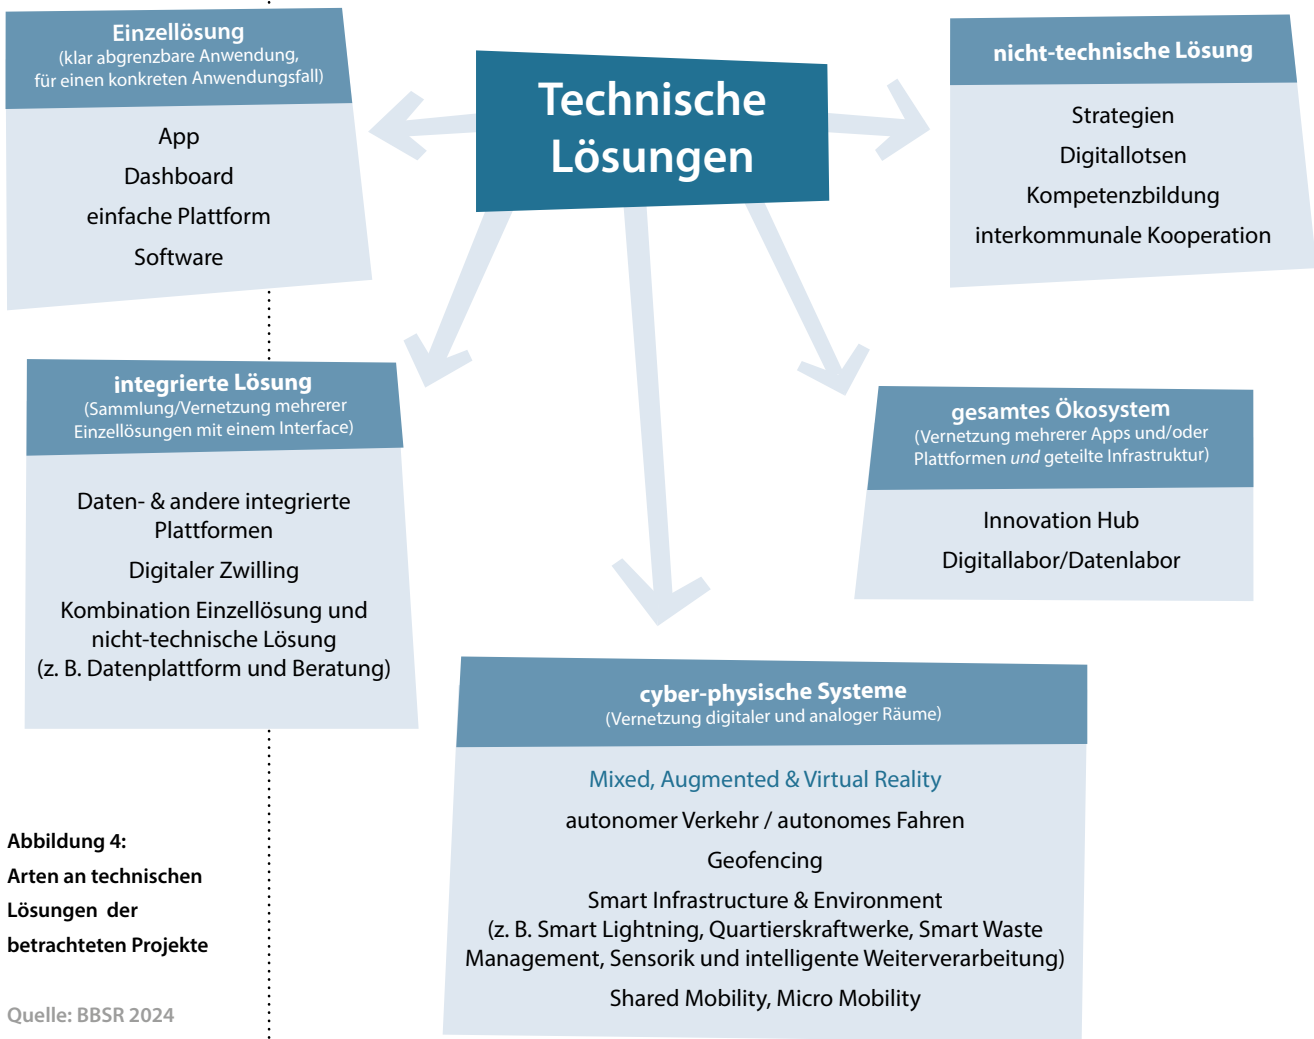 Technische
Lösungen
Einzellösung
(klar abgrenzbare Anwendung,
für einen konkreten Anwendungsfall)
App
Dashboard
einfache Plattform
Software
nicht-technische Lösung
Strategien
Digitallotsen
Kompetenzbildung
interkommunale Kooperation
integrierte Lösung
(Sammlung/Vernetzung mehrerer
Einzellösungen mit einem Interface)
Daten- & andere integrierte
Plattformen
Digitaler Zwilling
Kombination Einzellösung und
nicht-technische Lösung
(z. B. Datenplattform und Beratung)
gesamtes Ökosystem
(Vernetzung mehrerer Apps und/oder
Plattformen und geteilte Infrastruktur)
Innovation Hub
Digitallabor/Datenlabor
cyber-physische Systeme
(Vernetzung digitaler und analoger Räume)
Mixed, Augmented & Virtual Reality
autonomer Verkehr / autonomes Fahren
Geofencing
Smart Infrastructure & Environment
(z. B. Smart Lightning, Quartierskraftwerke, Smart Waste
Management, Sensorik und intelligente Weiterverarbeitung)
Shared Mobility, Micro Mobility
Abbildung 4:
Arten an technischen
Lösungen der
betrachteten Projekte
Quelle: BBSR 2024